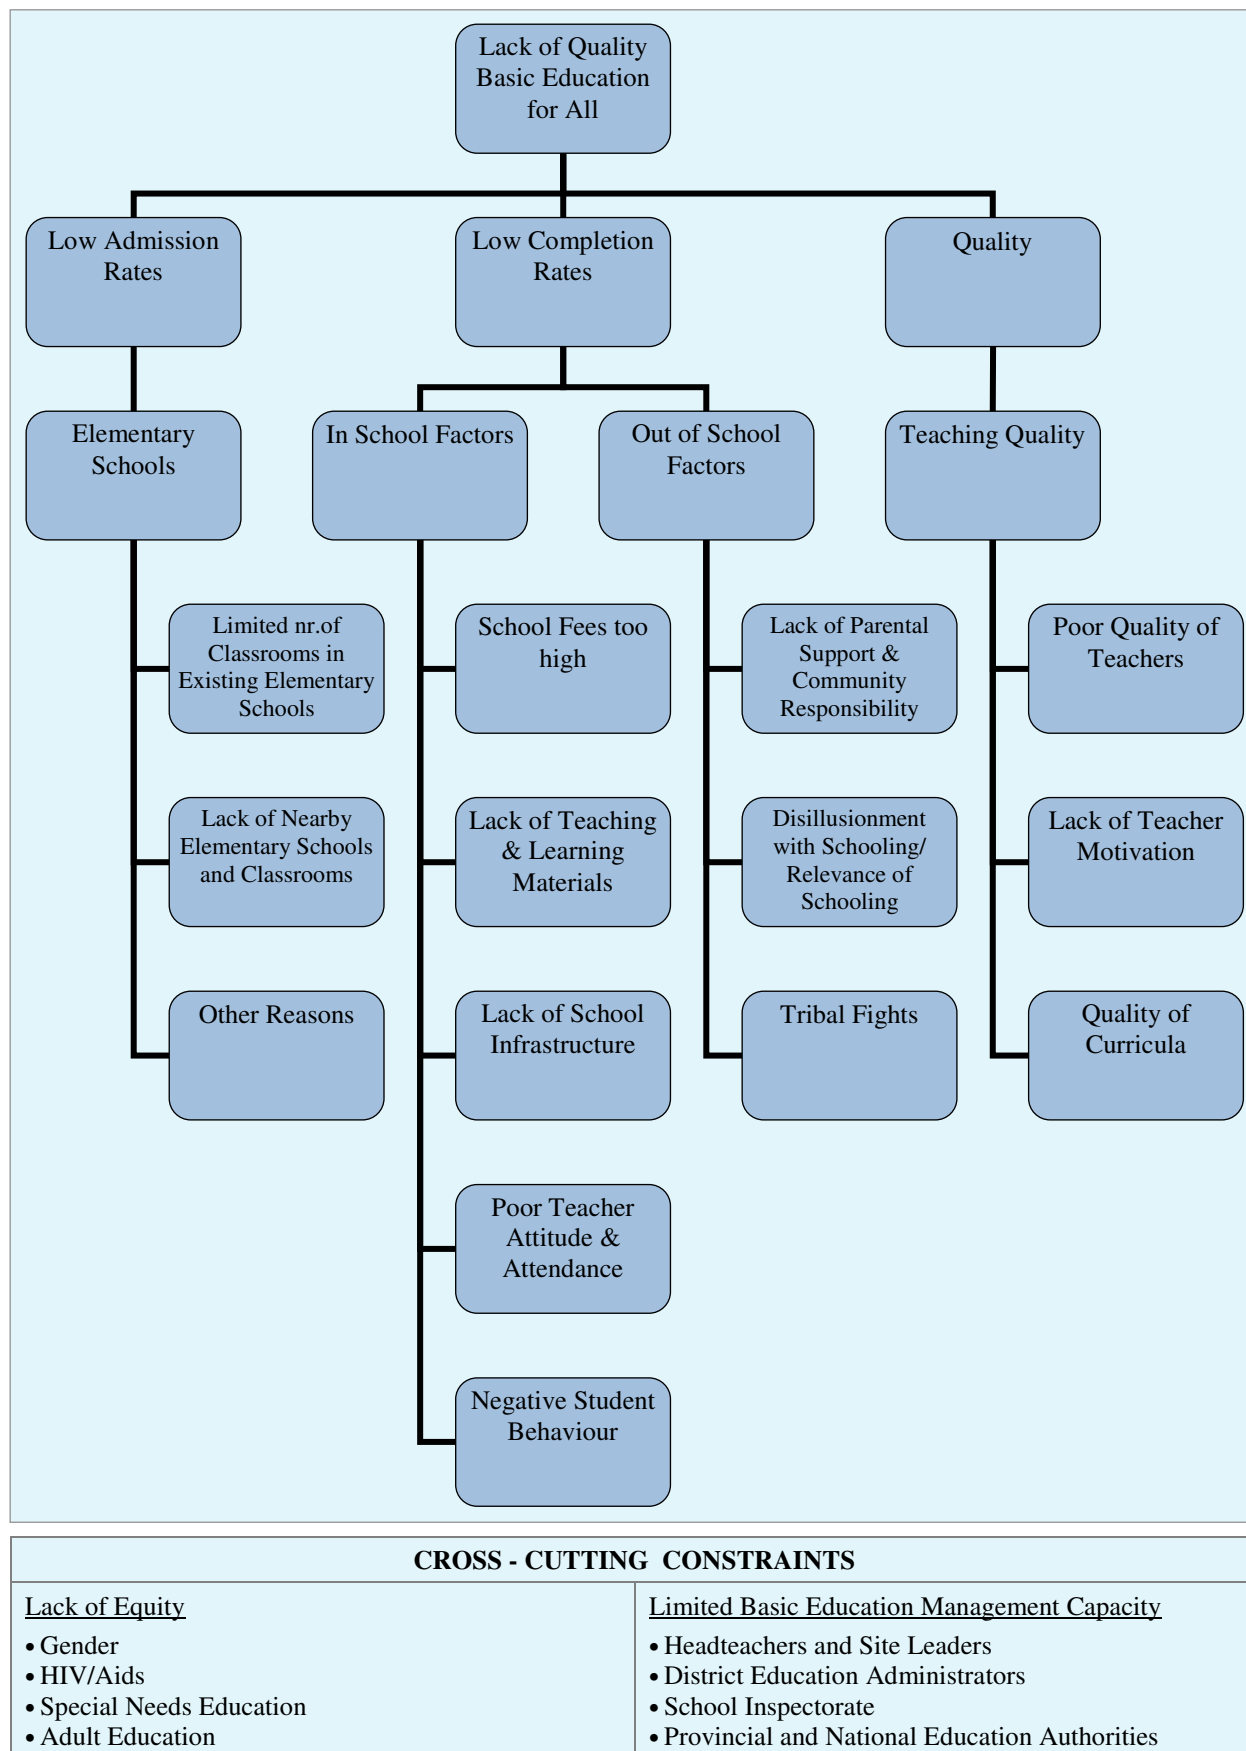 Lack of Quality
Basic Education
for All
Low Admission
Rates
Low Completion
Rates
Quality
Elementary
Schools
In School Factors
Out of School
Factors
Teaching Quality
Limited nr.of
Classrooms in
Existing Elementary
Schools
School Fees too
high
Lack of Parental
Support &
Community
Responsibility
Poor Quality of
Teachers
Lack of Nearby
Elementary Schools
and Classrooms
Lack of Teaching
& Learning
Materials
Disillusionment
with Schooling/
Relevance of
Schooling
Lack of Teacher
Motivation
Other Reasons
Lack of School
Infrastructure
Tribal Fights
Quality of
Curricula
Poor Teacher
Attitude &
Attendance
Negative Student
Behaviour
CROSS - CUTTING CONSTRAINTS
Lack of Equity
• Gender
• HIV/Aids
• Special Needs Education
• Adult Education
Limited Basic Education Management Capacity
• Headteachers and Site Leaders
• District Education Administrators
• School Inspectorate
• Provincial and National Education Authorities